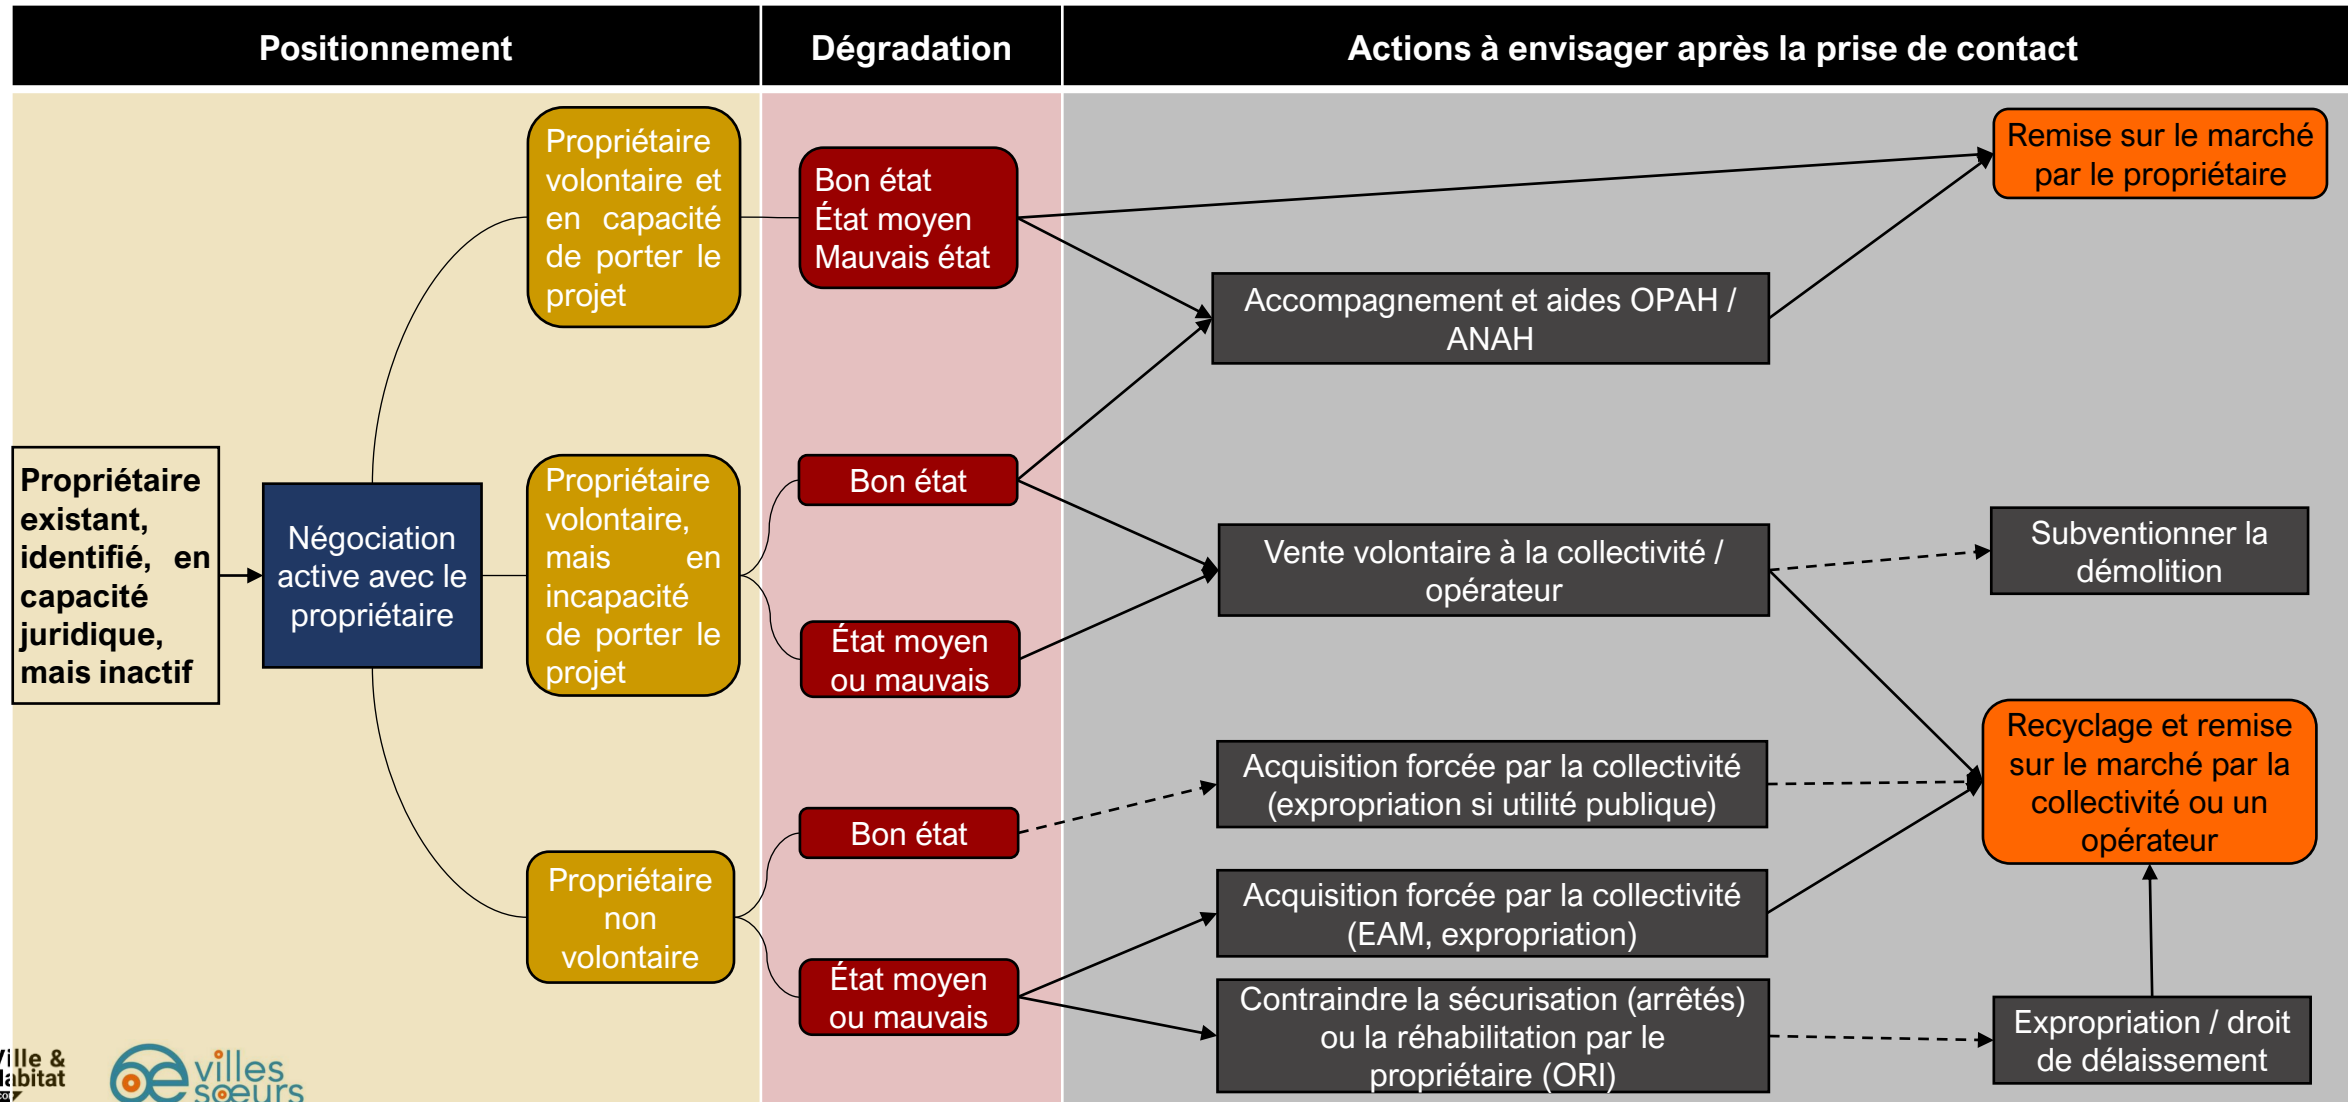 Positionnement
Dégradation
Actions à envisager après la prise de contact
Propriétaire
existant,
identifié, en
capacité
juridique,
mais inactif
Négociation
active avec le
propriétaire
Propriétaire
volontaire et
en capacité
de porter le
projet
Bon état
État moyen
Mauvais état
Remise sur le marché
par le propriétaire
Accompagnement et aides OPAH /
ANAH
Propriétaire
volontaire,
mais en
incapacité
de porter le
projet
Bon état
État moyen
ou mauvais
Vente volontaire à la collectivité /
opérateur
Subventionner la
démolition
Propriétaire
non
volontaire
Bon état
État moyen
ou mauvais
Acquisition forcée par la collectivité
(expropriation si utilité publique)
Acquisition forcée par la collectivité
(EAM, expropriation)
Contraindre la sécurisation (arrêtés)
ou la réhabilitation par le
propriétaire (ORI)
Recyclage et remise
sur le marché par la
collectivité ou un
opérateur
Expropriation / droit
de délaissement
Ville &
Habitat
villes
sœurs